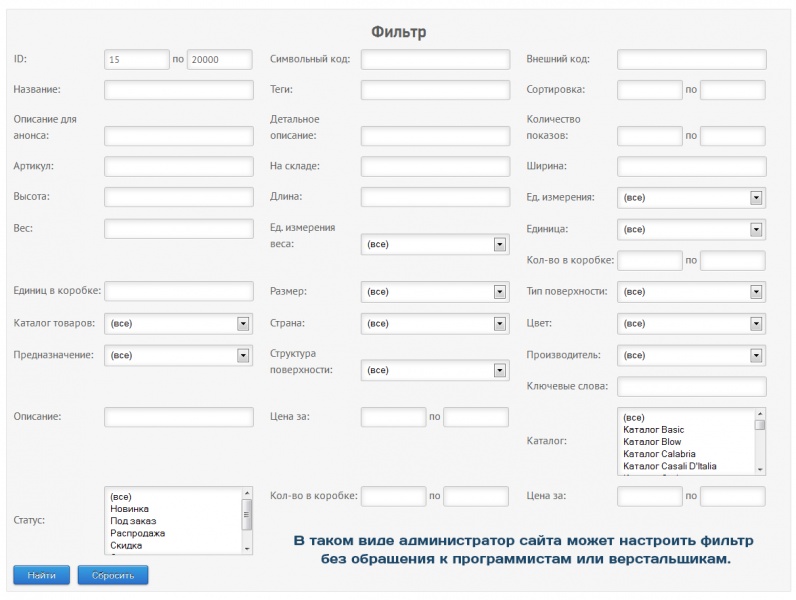 Фильтр
ID: 15 по 20000 Символьный код: Внешний код:
Название: Теги: Сортировка: по
Описание для анонса: Детальное описание: Количество показов: по
Артикул: На складе: Ширина:
Высота: Длина: Ед. измерения: (все)
Вес: Ед. измерения веса: (все) Единица: (все)
Кол-во в коробке: по
Единиц в коробке: Размер: (все) Тип поверхности: (все)
Каталог товаров: (все) Страна: (все) Цвет: (все)
Предназначение: (все) Структура поверхности: (все) Производитель: (все)
Ключевые слова:
Описание: Цена за: по
Каталог:
(все)
Каталог Basic
Каталог Blow
Каталог Calabria
Каталог Casali D'Italia
Статус:
(все)
Новинка
Под заказ
Распродажа
Скидка
Кол-во в коробке: по Цена за: по
В таком виде администратор сайта может настроить фильтр
без обращения к программистам или верстальщикам.
Найти Сбросить